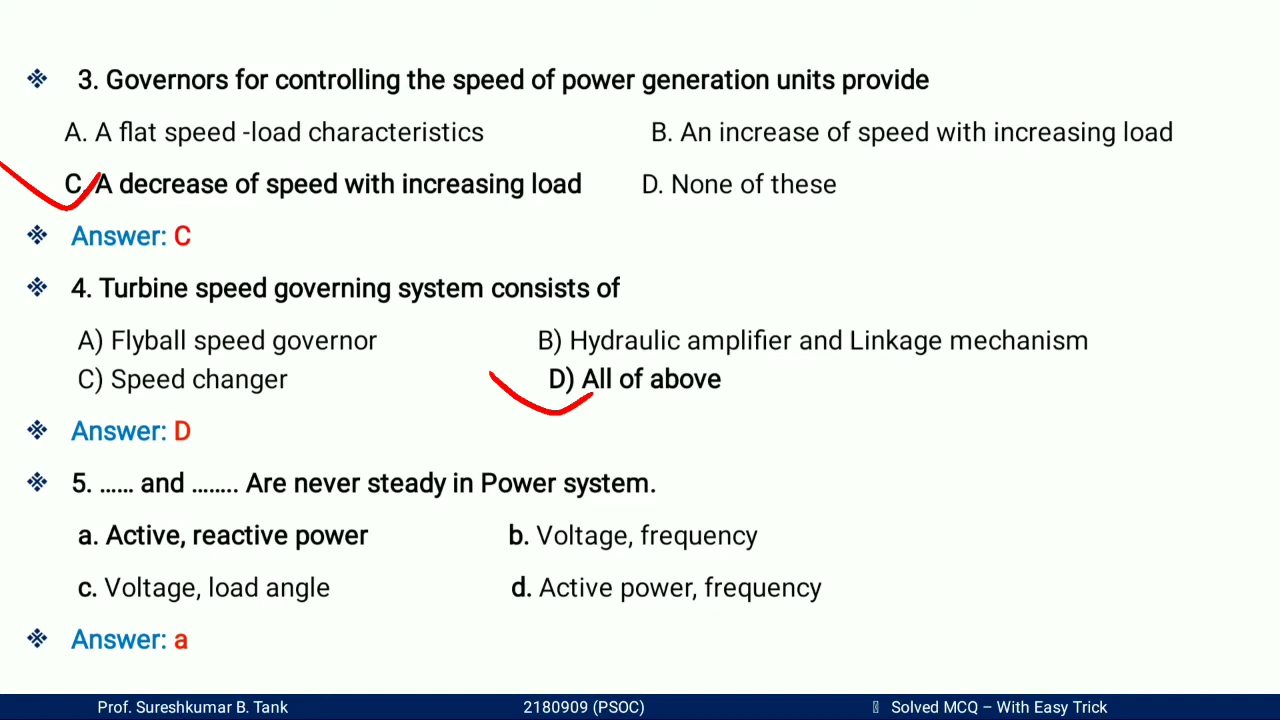 ❖ 3. Governors for controlling the speed of power generation units provide
A. A flat speed -load characteristics B. An increase of speed with increasing load
C. A decrease of speed with increasing load D. None of these
❖ Answer: C
❖ 4. Turbine speed governing system consists of
A) Flyball speed governor B) Hydraulic amplifier and Linkage mechanism
C) Speed changer D) All of above
❖ Answer: D
❖ 5. …… and …….. Are never steady in Power system.
a. Active, reactive power b. Voltage, frequency
c. Voltage, load angle d. Active power, frequency
❖ Answer: a
Prof. Sureshkumar B. Tank 2180909 (PSOC) Solved MCQ – With Easy Trick